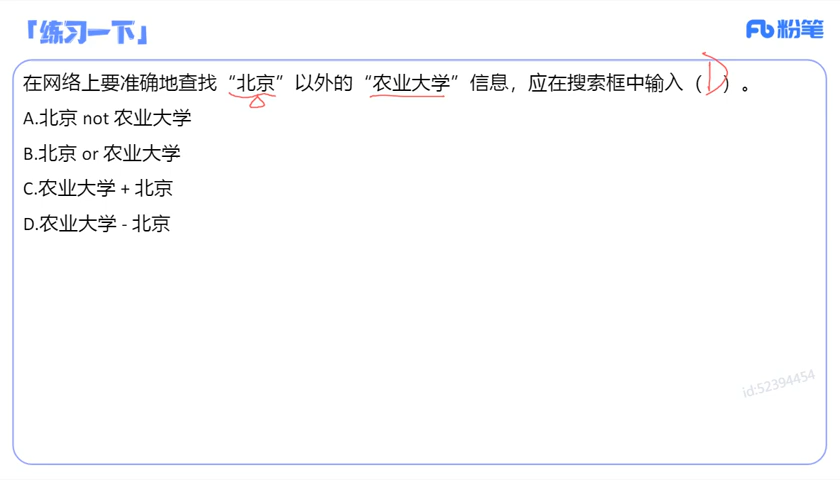 「练习一下」
粉笔
在网络上要准确地查找“北京”以外的“农业大学”信息，应在搜索框中输入（D）。
A.北京 not 农业大学
B.北京 or 农业大学
C.农业大学 + 北京
D.农业大学 - 北京
id:52394454